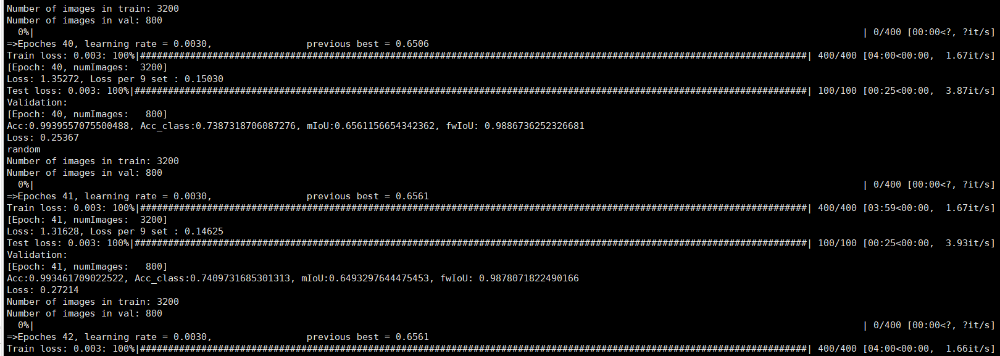 Number of images in train: 3200
Number of images in val: 800
  0%|                                                                                                                                                     | 0/400 [00:00<?, ?it/s]
=>Epoches 40, learning rate = 0.0030,                 previous best = 0.6506
Train loss: 0.003: 100%|########################################################################################################################| 400/400 [04:00<00:00,  1.67it/s]
[Epoch: 40, numImages:  3200]
Loss: 1.35272, Loss per 9 set : 0.15030
Test loss: 0.003: 100%|#########################################################################################################################| 100/100 [00:25<00:00,  3.87it/s]
Validation:
[Epoch: 40, numImages:   800]
Acc:0.9939557075500488, Acc_class:0.7387318706087276, mIoU:0.6561156654342362, fwIoU: 0.9886736252326681
Loss: 0.25367
random
Number of images in train: 3200
Number of images in val: 800
  0%|                                                                                                                                                     | 0/400 [00:00<?, ?it/s]
=>Epoches 41, learning rate = 0.0030,                 previous best = 0.6561
Train loss: 0.003: 100%|########################################################################################################################| 400/400 [03:59<00:00,  1.67it/s]
[Epoch: 41, numImages:  3200]
Loss: 1.31628, Loss per 9 set : 0.14625
Test loss: 0.003: 100%|#########################################################################################################################| 100/100 [00:25<00:00,  3.93it/s]
Validation:
[Epoch: 41, numImages:   800]
Acc:0.993461709022522, Acc_class:0.7409731685301313, mIoU:0.6493297644475453, fwIoU: 0.9878071822490166
Loss: 0.27214
Number of images in train: 3200
Number of images in val: 800
  0%|                                                                                                                                                     | 0/400 [00:00<?, ?it/s]
=>Epoches 42, learning rate = 0.0030,                 previous best = 0.6561
Train loss: 0.003: 100%|########################################################################################################################| 400/400 [04:00<00:00,  1.66it/s]